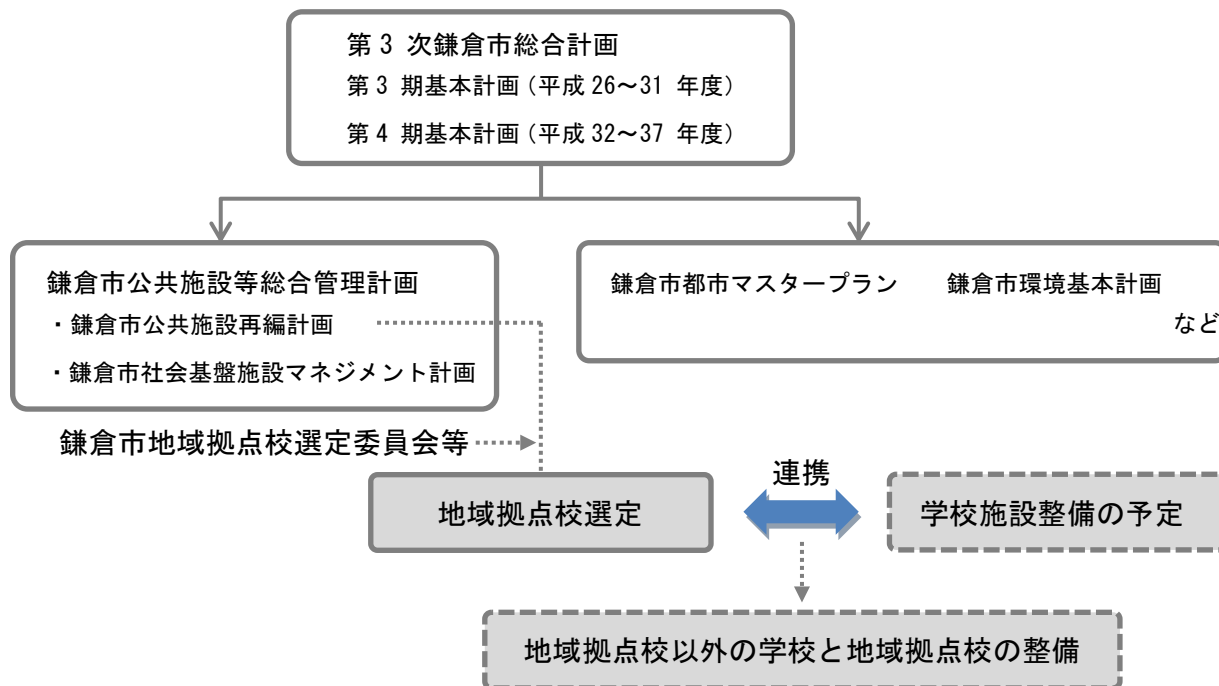 第3 次鎌倉市総合計画
第3 期基本計画（平成26～31 年度）
第4 期基本計画（平成32～37 年度）
鎌倉市公共施設等総合管理計画
・鎌倉市公共施設再編計画
・鎌倉市社会基盤施設マネジメント計画
鎌倉市都市マスタープラン　鎌倉市環境基本計画
など
鎌倉市地域拠点校選定委員会等
地域拠点校選定
連携
学校施設整備の予定
地域拠点校以外の学校と地域拠点校の整備